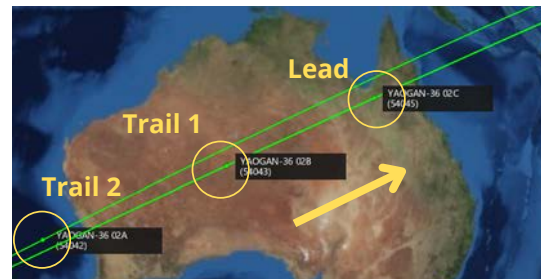 Lead
YAOGAN-36 02C
(54045)
Trail 1
YAOGAN-36 02B
(54043)
Trail 2
YAOGAN-36 02A
(54042)